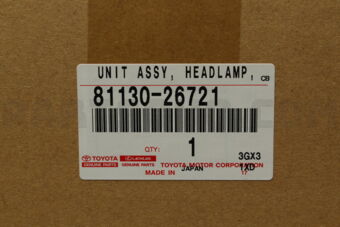 UNIT ASSY, HEADLAMP, CB
81130-26721
QTY: 1
3GX3
TOYOTA LEXUS
GENUINE PARTS GENUINE PARTS
TOYOTA MOTOR CORPORATION
1XD
MADE IN JAPAN